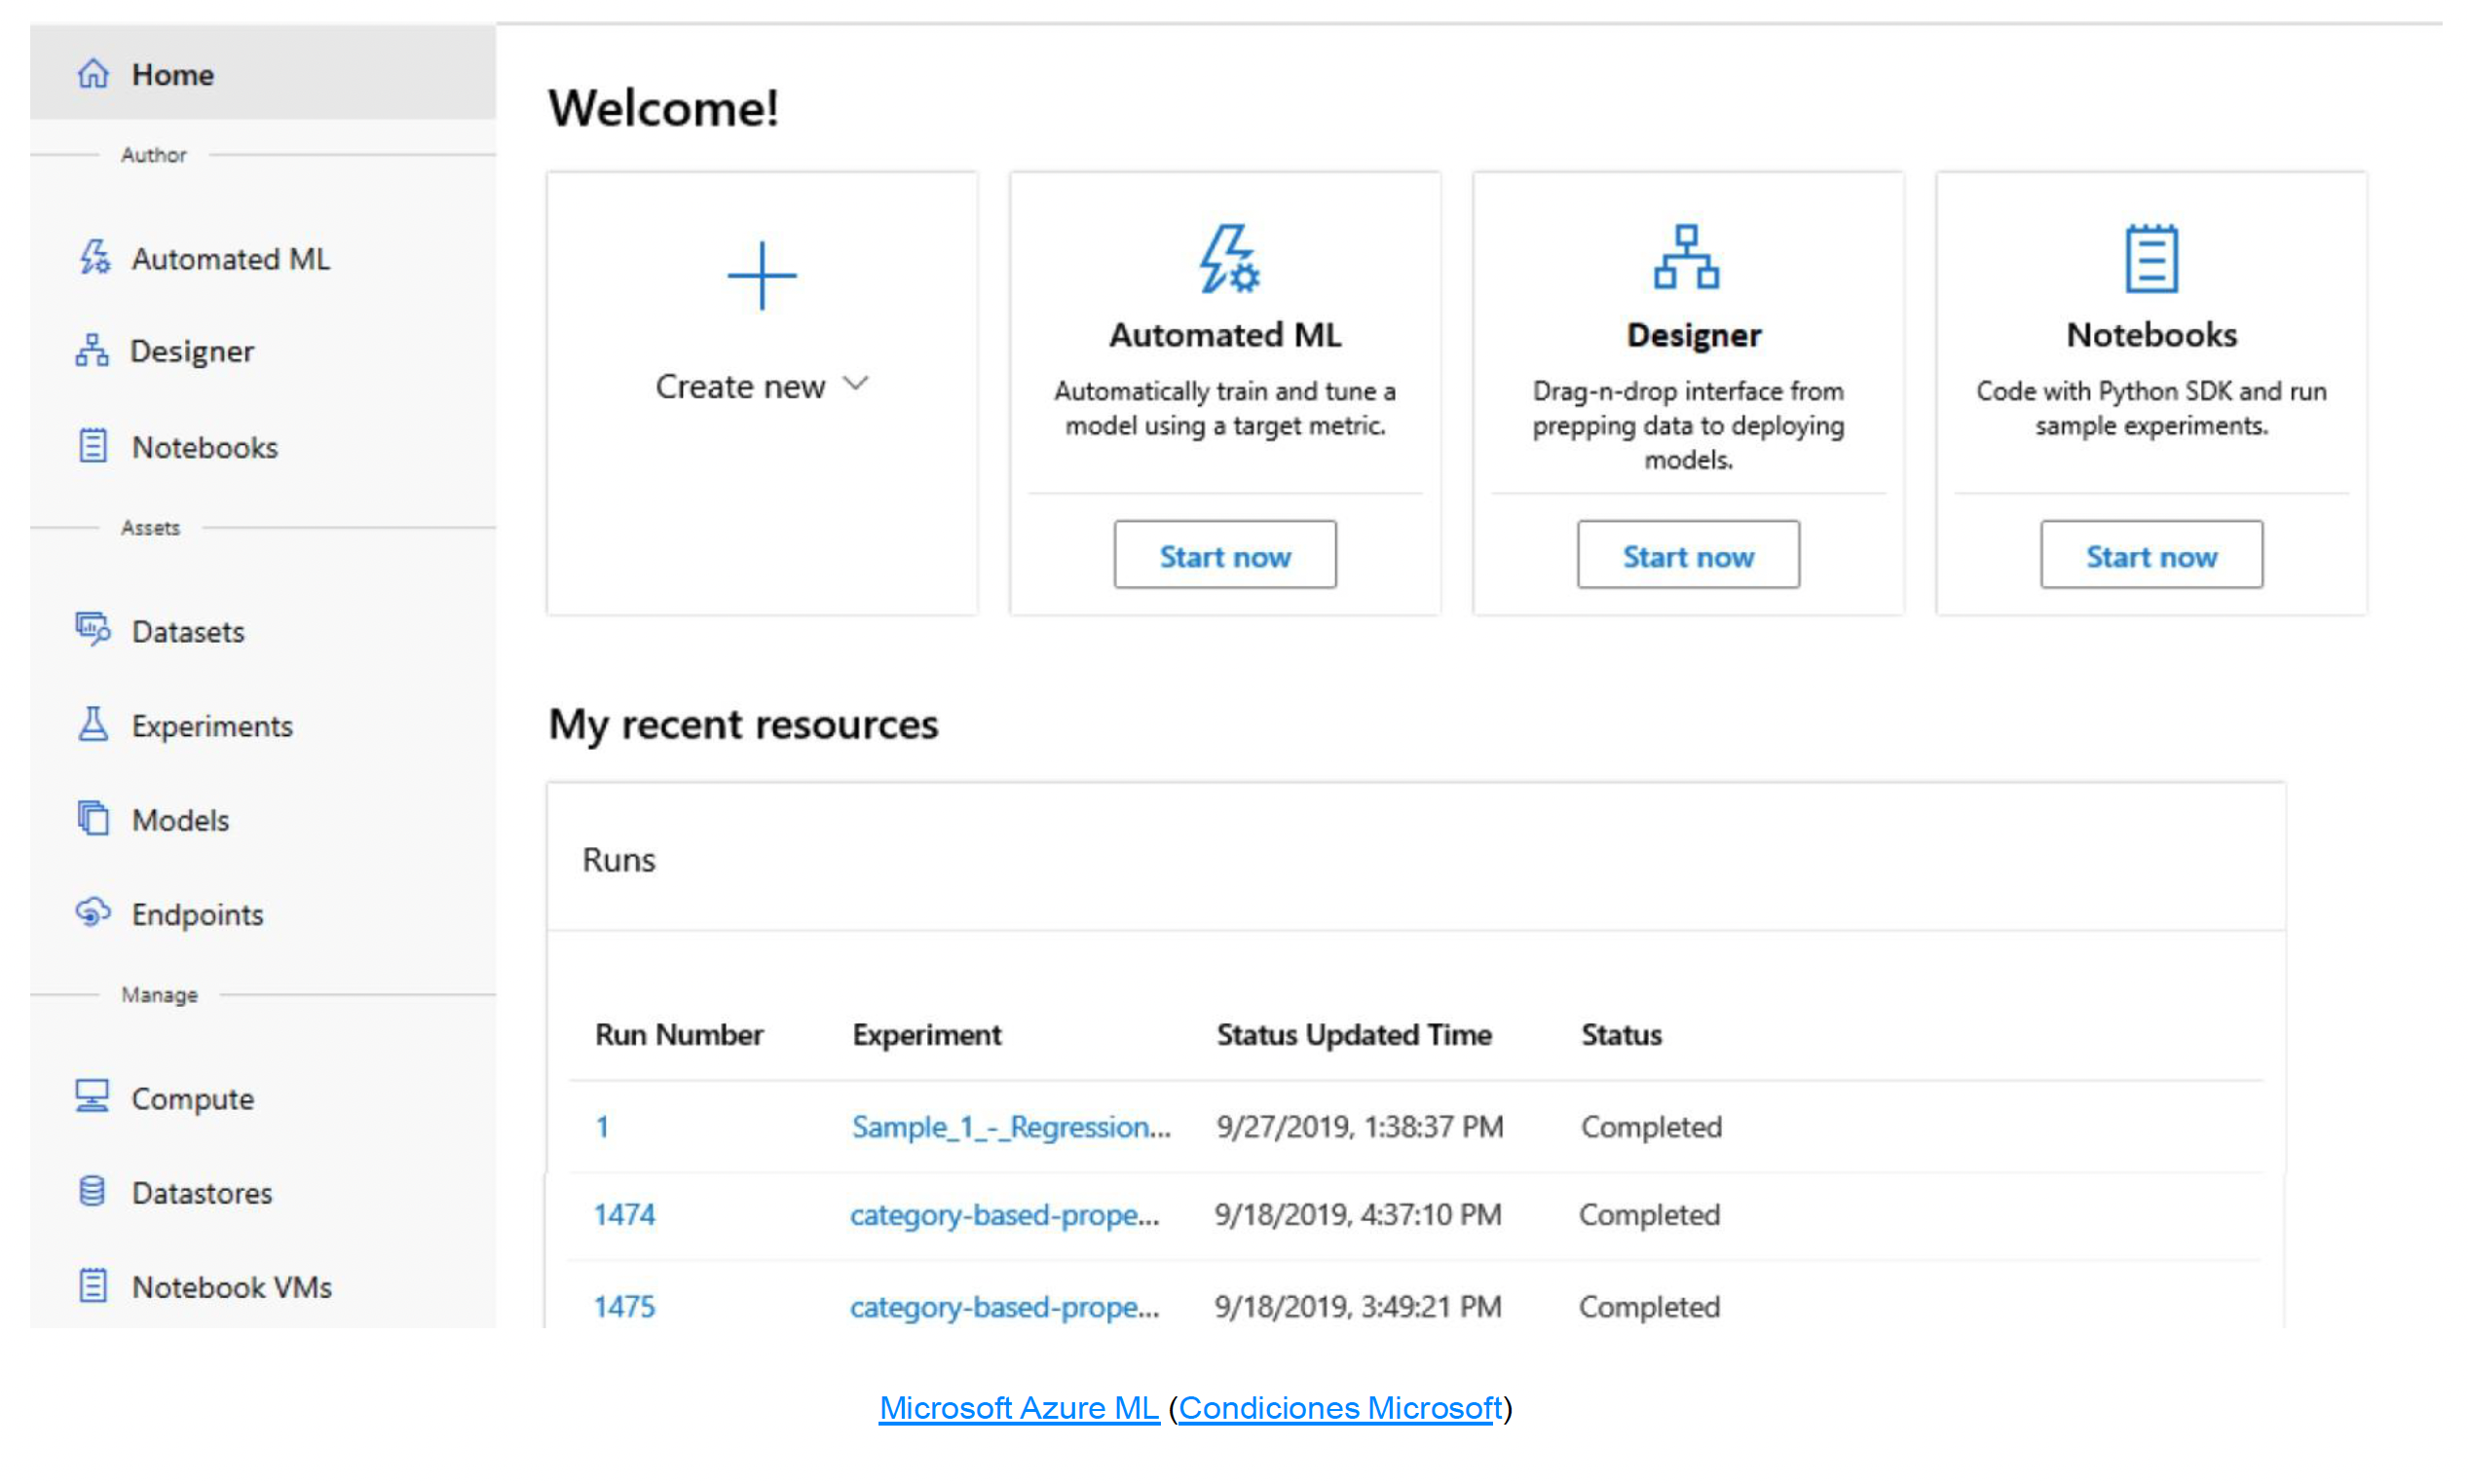 Home
Author
Automated ML
Designer
Notebooks
Assets
Datasets
Experiments
Models
Endpoints
Manage
Compute
Datastores
Notebook VMs
Welcome!
Create new
Automated ML
Automatically train and tune a
model using a target metric.
Start now
Designer
Drag-n-drop interface from
prepping data to deploying
models.
Start now
Notebooks
Code with Python SDK and run
sample experiments.
Start now
My recent resources
Runs
Run Number Experiment Status Updated Time Status
1 Sample_1_-_Regression... 9/27/2019, 1:38:37 PM Completed
1474 category-based-prope... 9/18/2019, 4:37:10 PM Completed
1475 category-based-prope... 9/18/2019, 3:49:21 PM Completed
Microsoft Azure ML (Condiciones Microsoft)